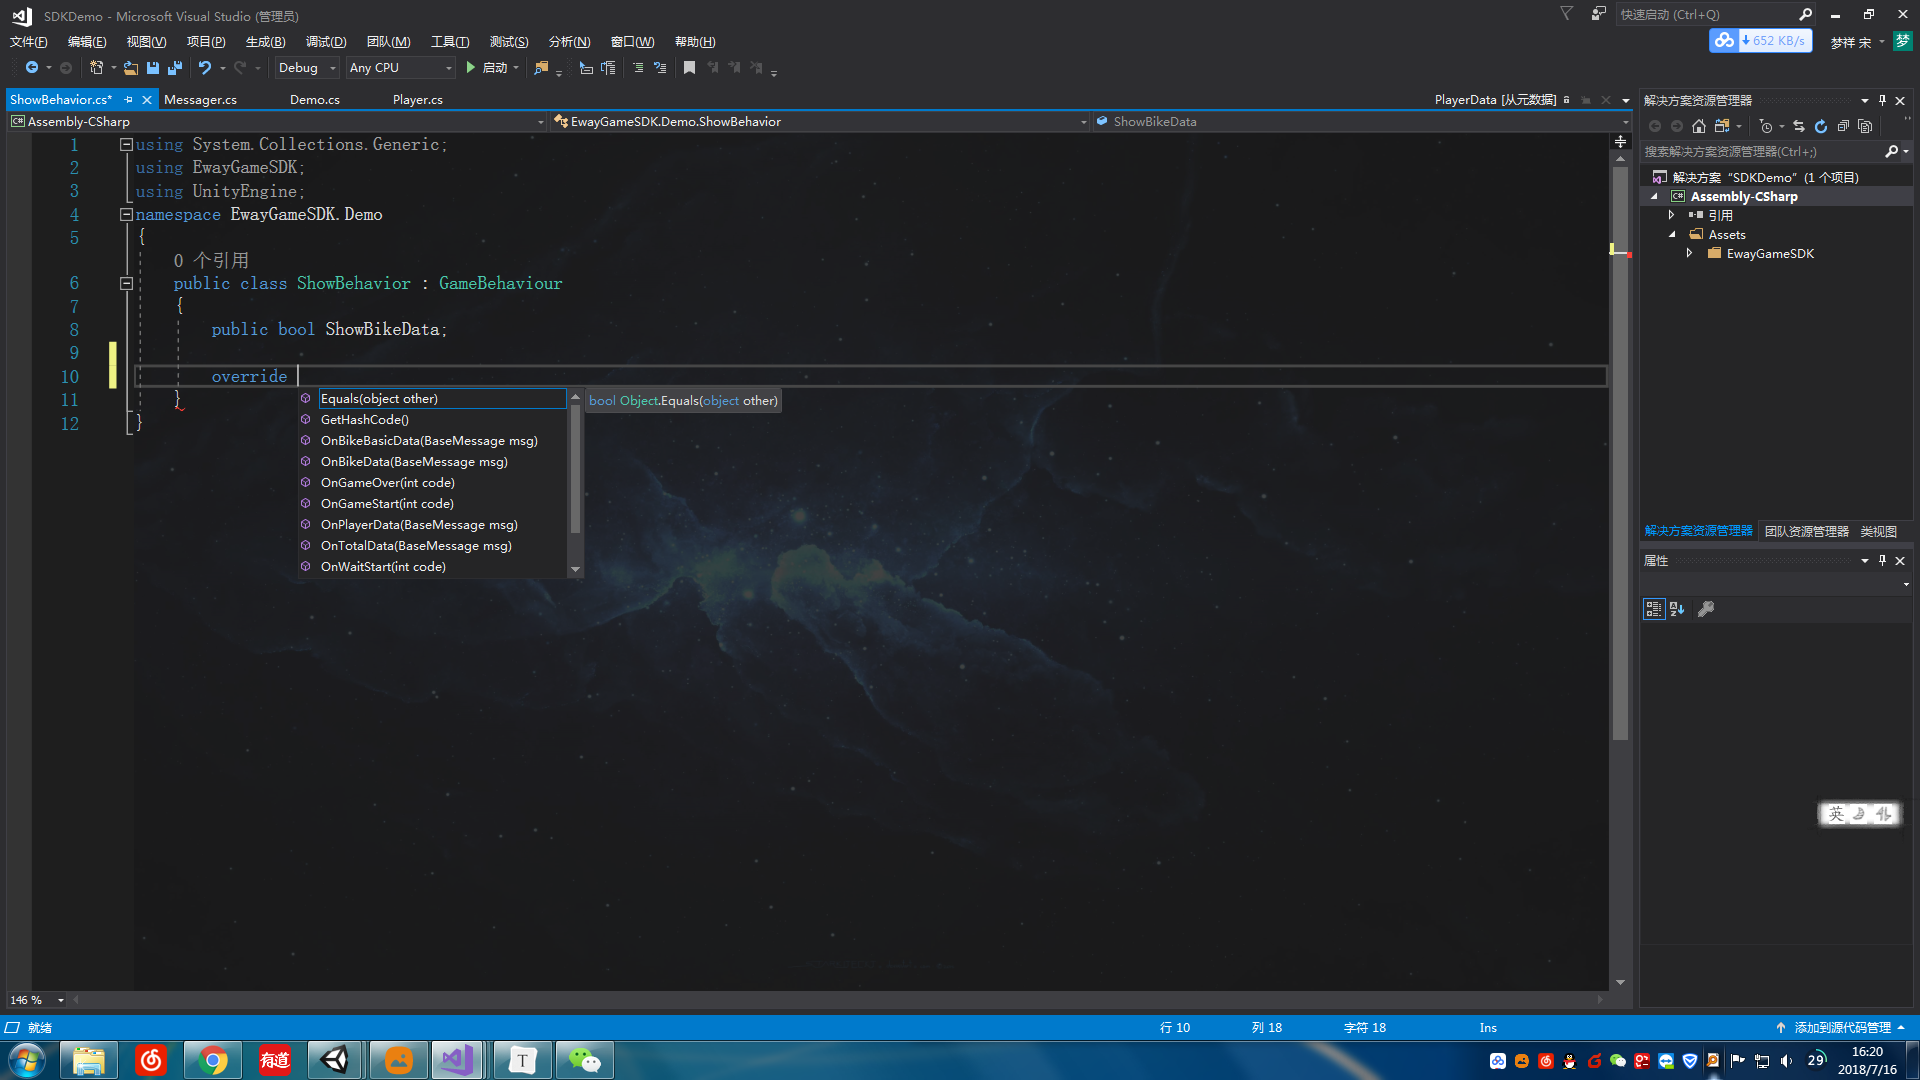 SDKDemo - Microsoft Visual Studio (管理员)
快速启动 (Ctrl+Q)
文件(F) 编辑(E) 视图(V) 项目(P) 生成(B) 调试(D) 团队(M) 工具(T) 测试(S) 分析(N) 窗口(W) 帮助(H)
652 KB/s
梦祥 宋
梦
Debug Any CPU 启动
ShowBehavior.cs* Messager.cs Demo.cs Player.cs PlayerData [从元数据]
Assembly-CSharp EwayGameSDK.Demo.ShowBehavior ShowBikeData
1 using System.Collections.Generic;
2 using EwayGameSDK;
3 using UnityEngine;
4 namespace EwayGameSDK.Demo
5 {
0 个引用
6 public class ShowBehavior : GameBehaviour
7 {
8 public bool ShowBikeData;
9
10 override
11 }
12 }
Equals(object other)
GetHashCode()
OnBikeBasicData(BaseMessage msg)
OnBikeData(BaseMessage msg)
OnGameOver(int code)
OnGameStart(int code)
OnPlayerData(BaseMessage msg)
OnTotalData(BaseMessage msg)
OnWaitStart(int code)
bool Object.Equals(object other)
解决方案资源管理器
搜索解决方案资源管理器(Ctrl+;)
解决方案 "SDKDemo" (1 个项目)
C# Assembly-CSharp
引用
Assets
EwayGameSDK
解决方案资源管理器 团队资源管理器 类视图
属性
英
146 %
就绪 行 10 列 18 字符 18 Ins 添加到源代码管理
有道
T
29
16:20
2018/7/16